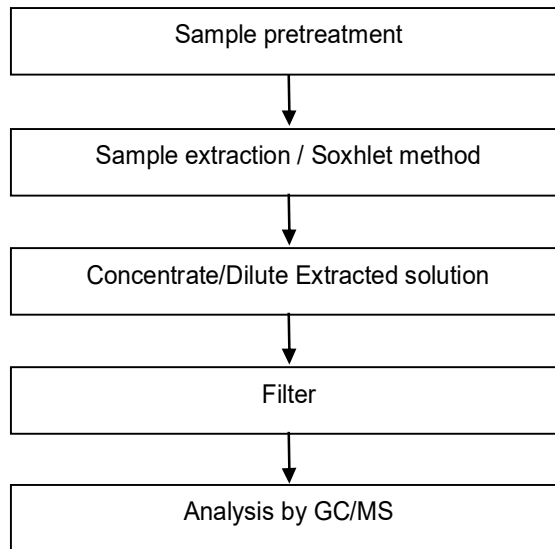 Sample pretreatment
Sample extraction / Soxhlet method
Concentrate/Dilute Extracted solution
Filter
Analysis by GC/MS